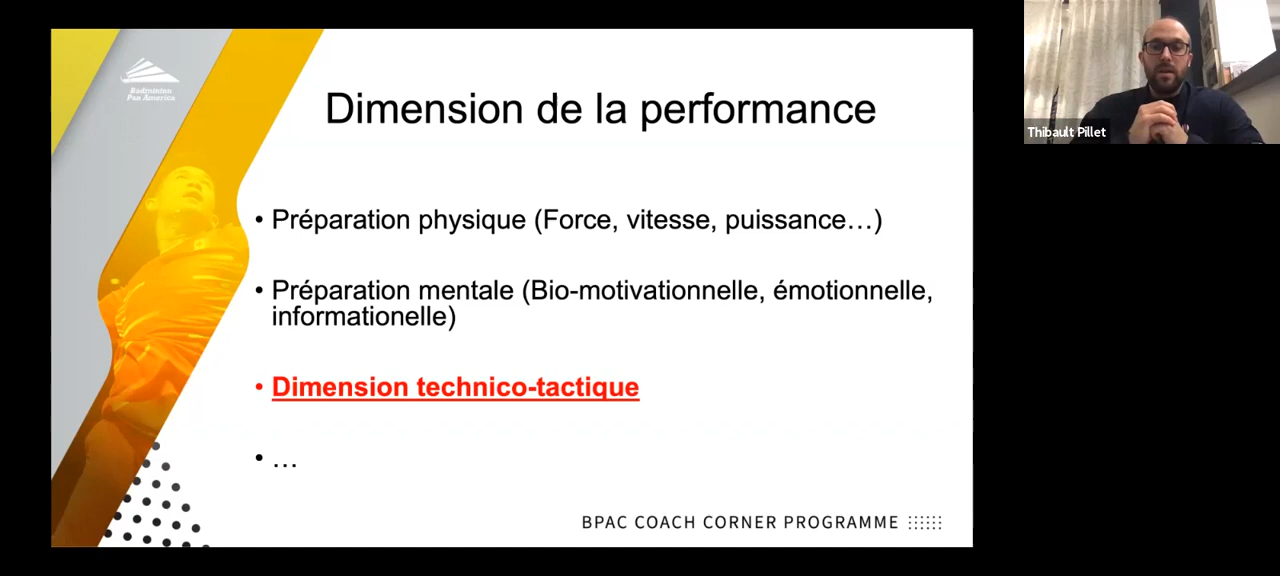 Badminton
Pan America
Dimension de la performance
• Préparation physique (Force, vitesse, puissance…)
• Préparation mentale (Bio-motivationnelle, émotionnelle,
informationelle)
• Dimension technico-tactique
• …
BPAC COACH CORNER PROGRAMME
Thibault Pillet